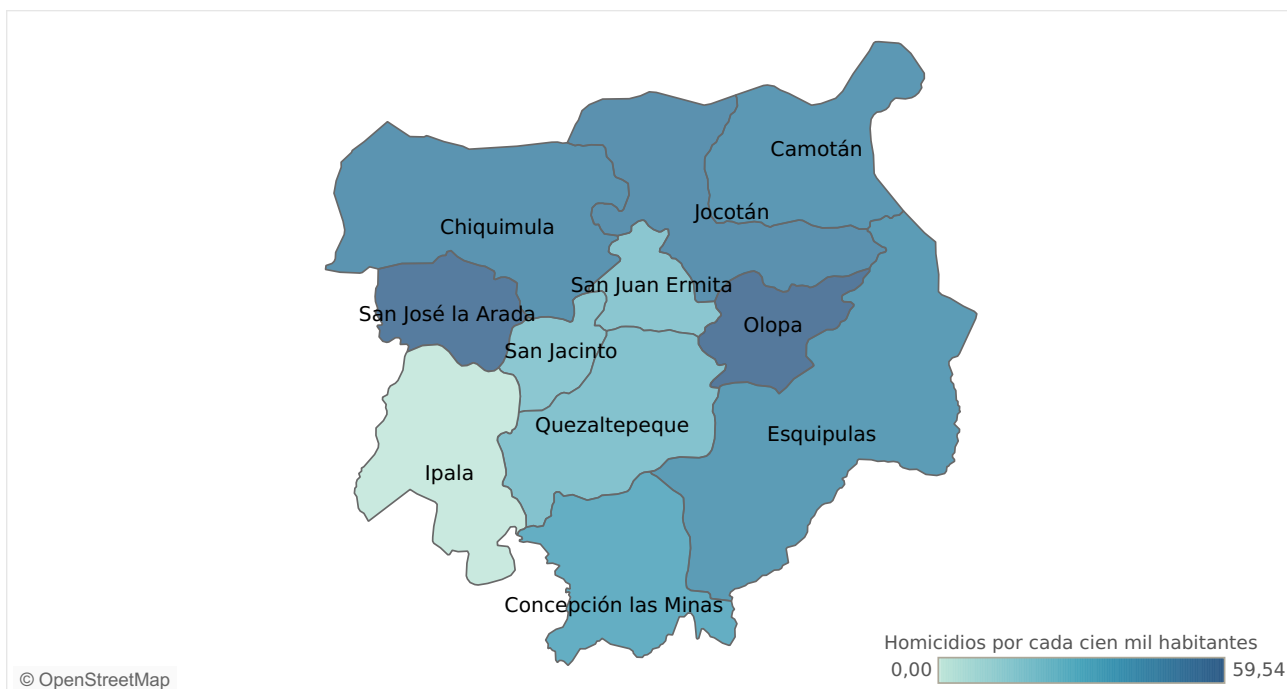 Camotán
Jocotán
Chiquimula
San Juan Ermita
San José la Arada
Olopa
San Jacinto
Quezaltepeque
Esquipulas
Ipala
Concepción las Minas
Homicidios por cada cien mil habitantes
0,00 59,54
© OpenStreetMap